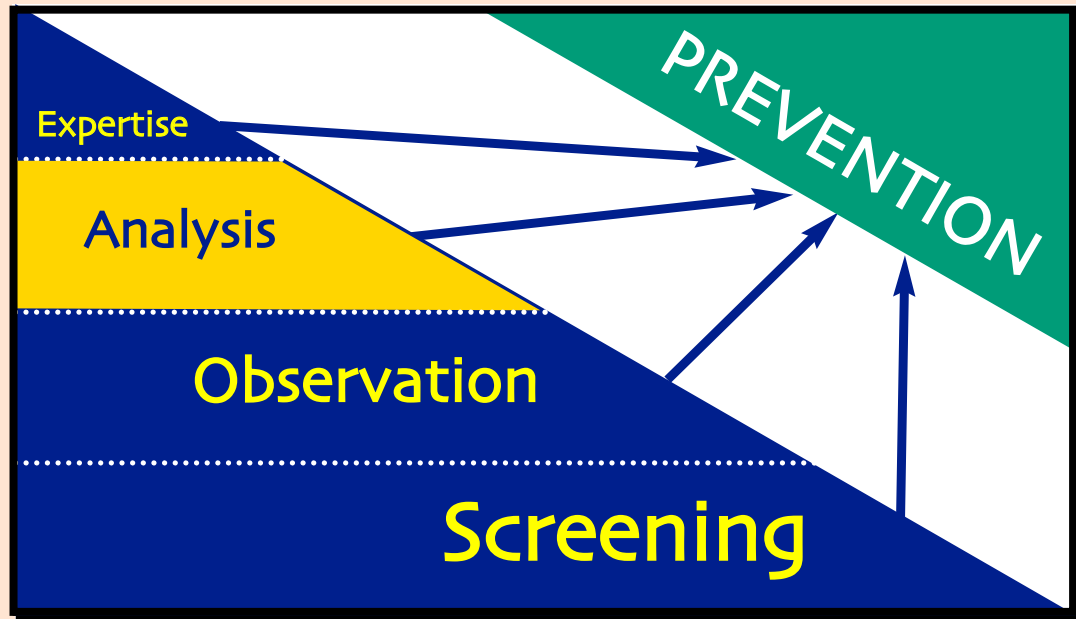 PREVENTION
Expertise
Analysis
Observation
Screening